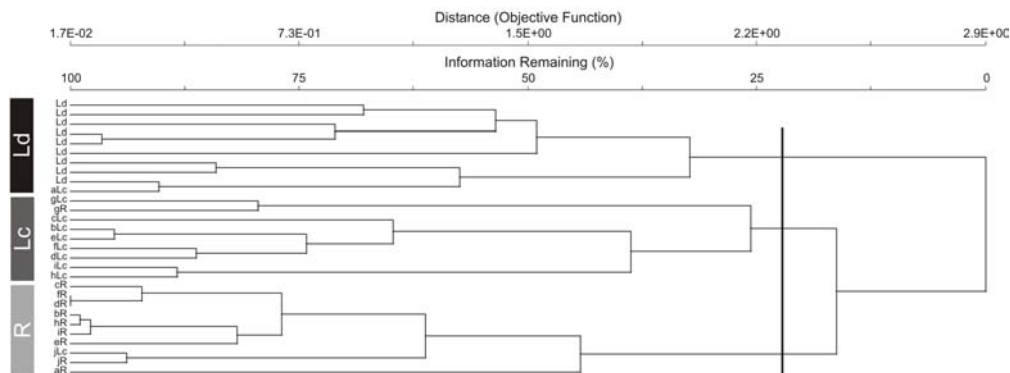 Distance (Objective Function)
1.7E-02 7.3E-01 1.5E+00 2.2E+00 2.9E+00
Information Remaining (%)
100 75 50 25 0
Ld
Ld
Ld
Ld
Ld
Ld
Ld
Ld
Ld
Ld
aLc
Lc
gLc
gR
cLc
bLc
eLc
fLc
dLc
iLc
hLc
R
cR
fR
dR
bR
hR
iR
eR
jLc
jR
aR